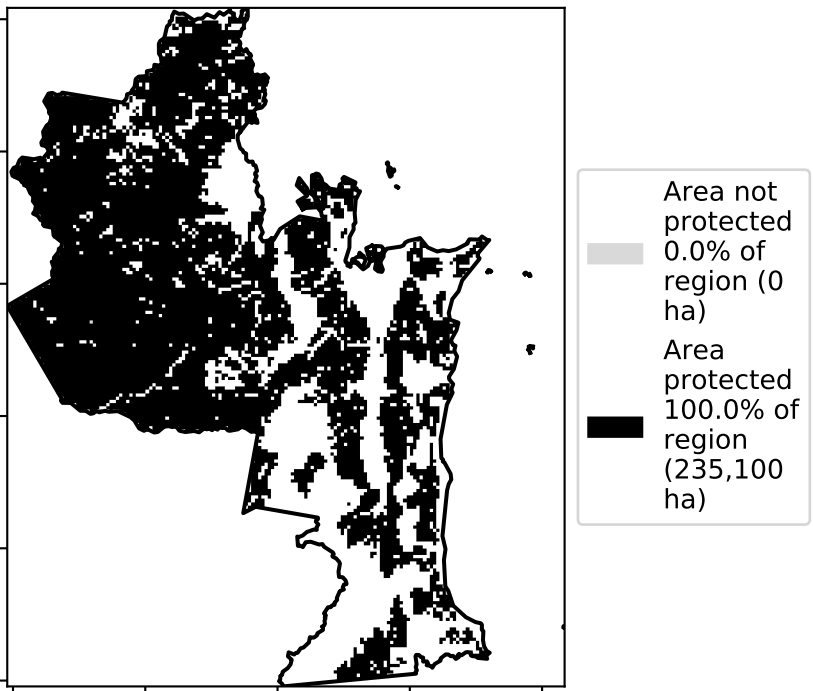 Area not
protected
0.0% of
region (0
ha)
Area
protected
100.0% of
region
(235,100
ha)